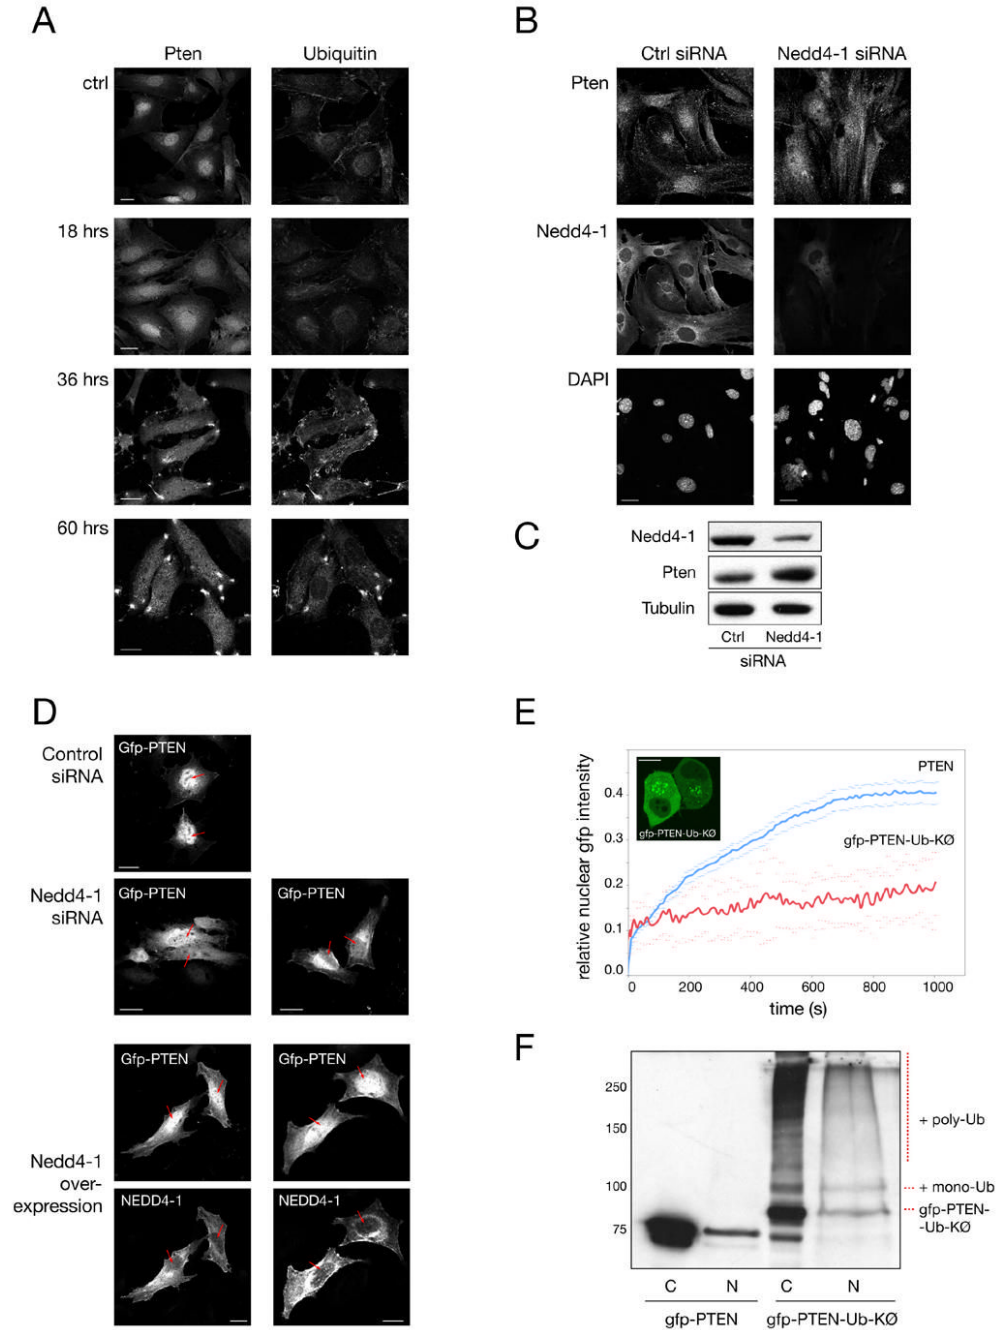 A
Pten
Ubiquitin
ctrl
18 hrs
36 hrs
60 hrs
B
Ctrl siRNA
Nedd4-1 siRNA
Pten
Nedd4-1
DAPI
C
Nedd4-1
Pten
Tubulin
Ctrl
Nedd4-1
siRNA
D
Control
siRNA
Gfp-PTEN
Nedd4-1
siRNA
Gfp-PTEN
Gfp-PTEN
Nedd4-1
over-
expression
Gfp-PTEN
Gfp-PTEN
NEDD4-1
NEDD4-1
E
relative nuclear gfp intensity
0.4
0.3
0.2
0.1
0.0
PTEN
gfp-PTEN-Ub-KØ
gfp-PTEN-Ub-KØ
0
200
400
600
800
1000
time (s)
F
250
150
100
75
+ poly-Ub
+ mono-Ub
gfp-PTEN-
-Ub-KØ
C
N
C
N
gfp-PTEN
gfp-PTEN-Ub-KØ